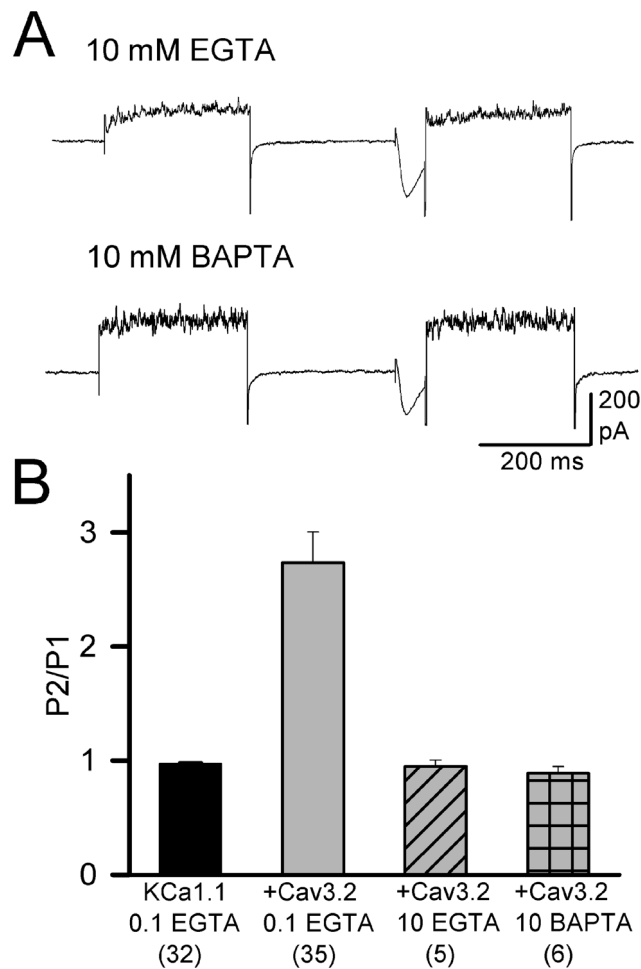 A
10 mM EGTA
10 mM BAPTA
200
pA
200 ms
B
P2/P1
3
2
1
0
KCa1.1 +Cav3.2 +Cav3.2 +Cav3.2
0.1 EGTA 0.1 EGTA 10 EGTA 10 BAPTA
(32) (35) (5) (6)